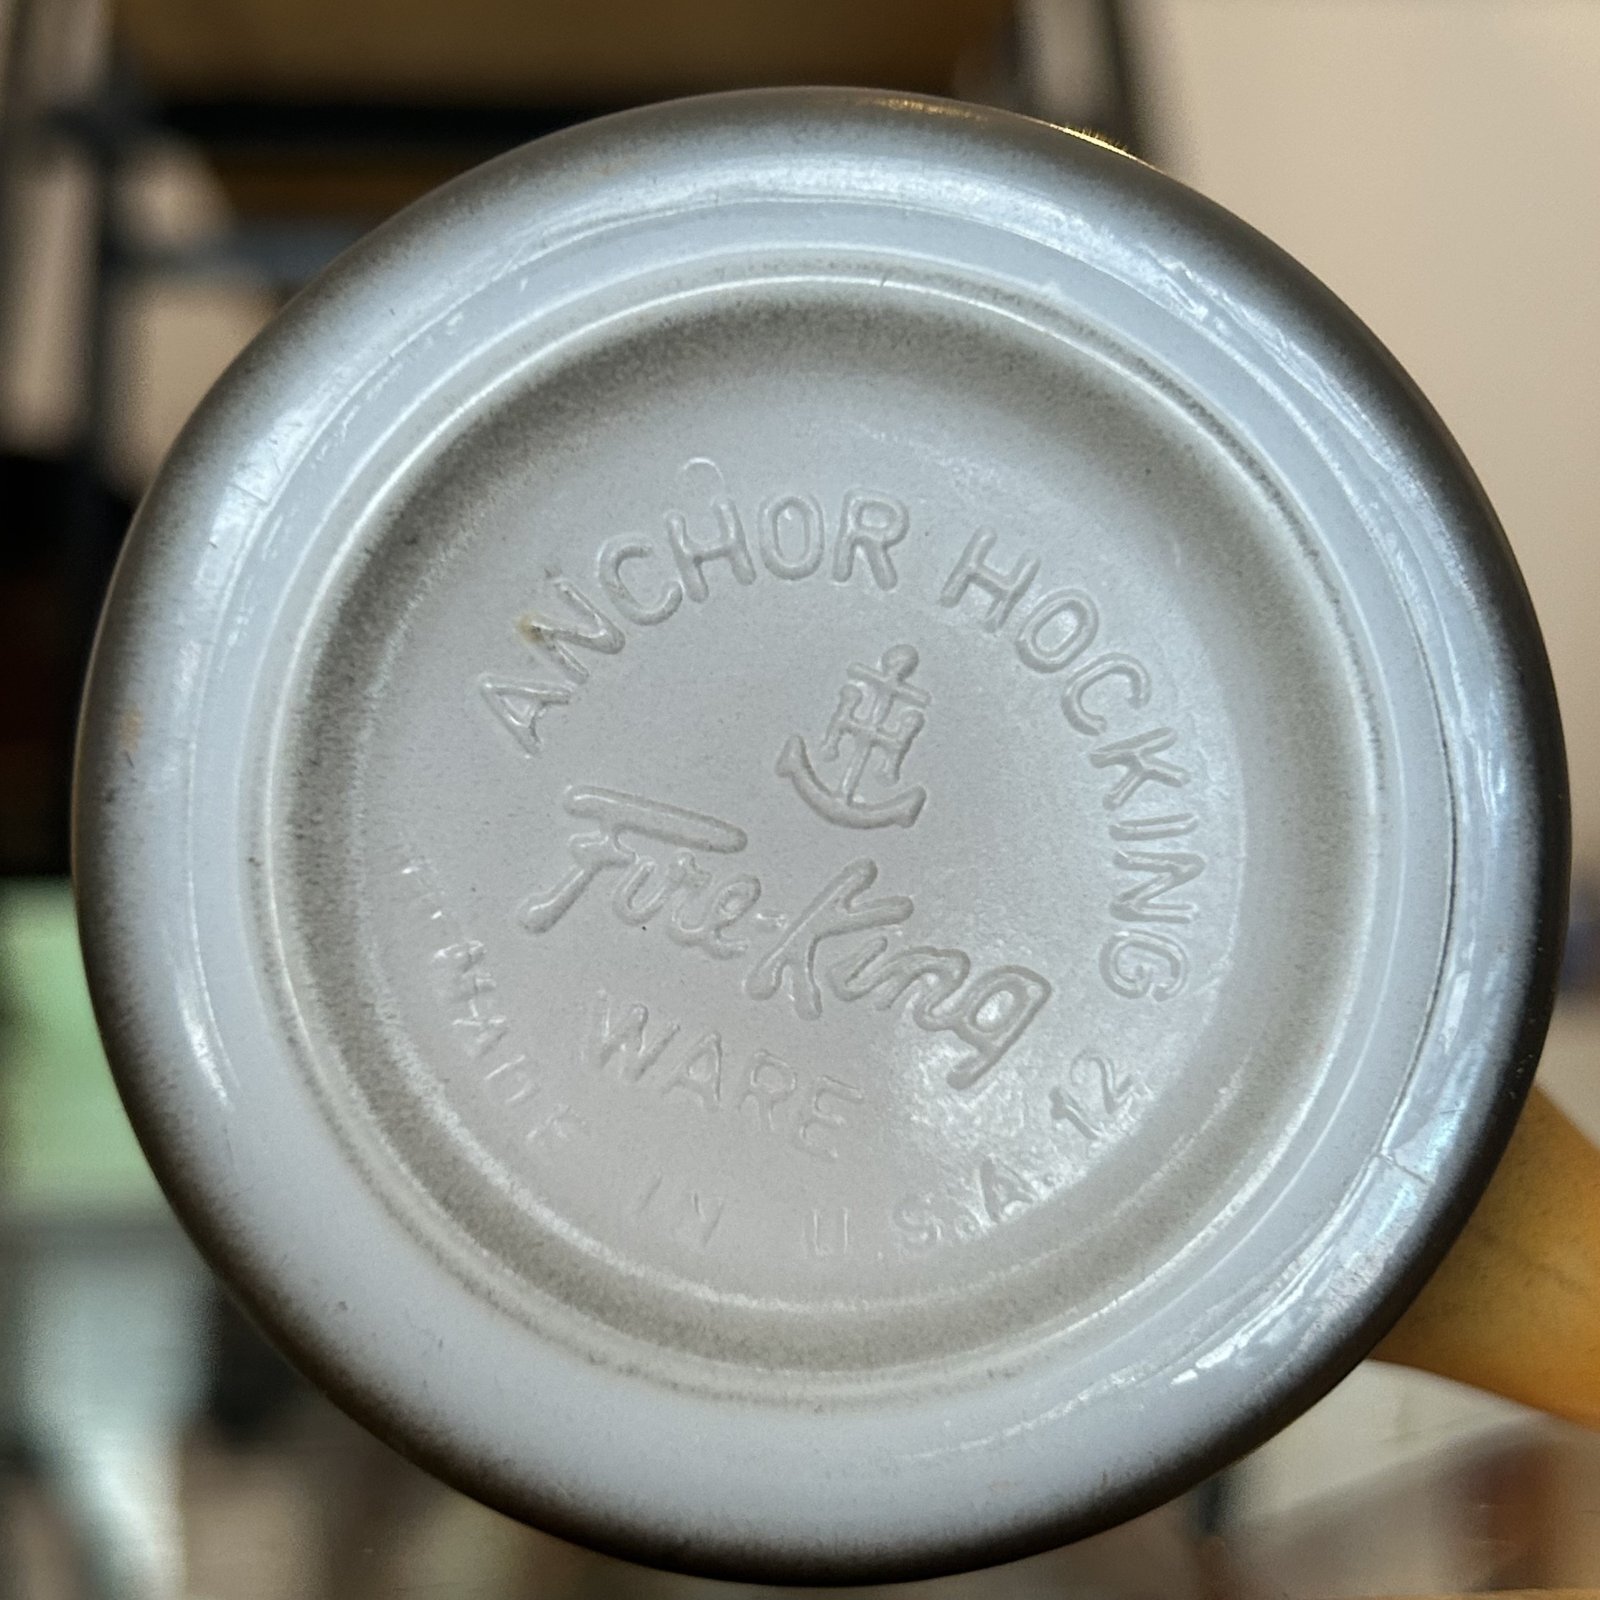 ANCHOR HOCKING
H
Fire-King
WARE
MADE IN U.S.A. 12